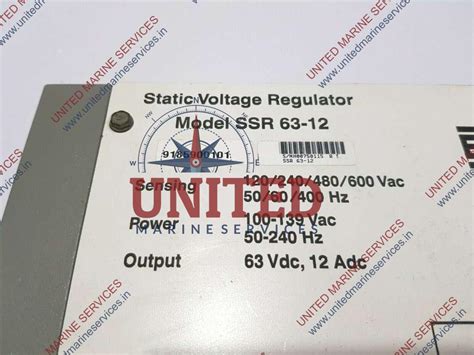 Static Voltage Regulator
Model SSR 63-12
9185900101
SSR 63-12
Sensing 120/240/480/600 Vac
50/60/400 Hz
Power 100-139 Vac
50-240 Hz
Output 63 Vdc, 12 Adc
UNITED
MARINE SERVICES
UNITED MARINE SERVICES
www.unitedmarineservices.in